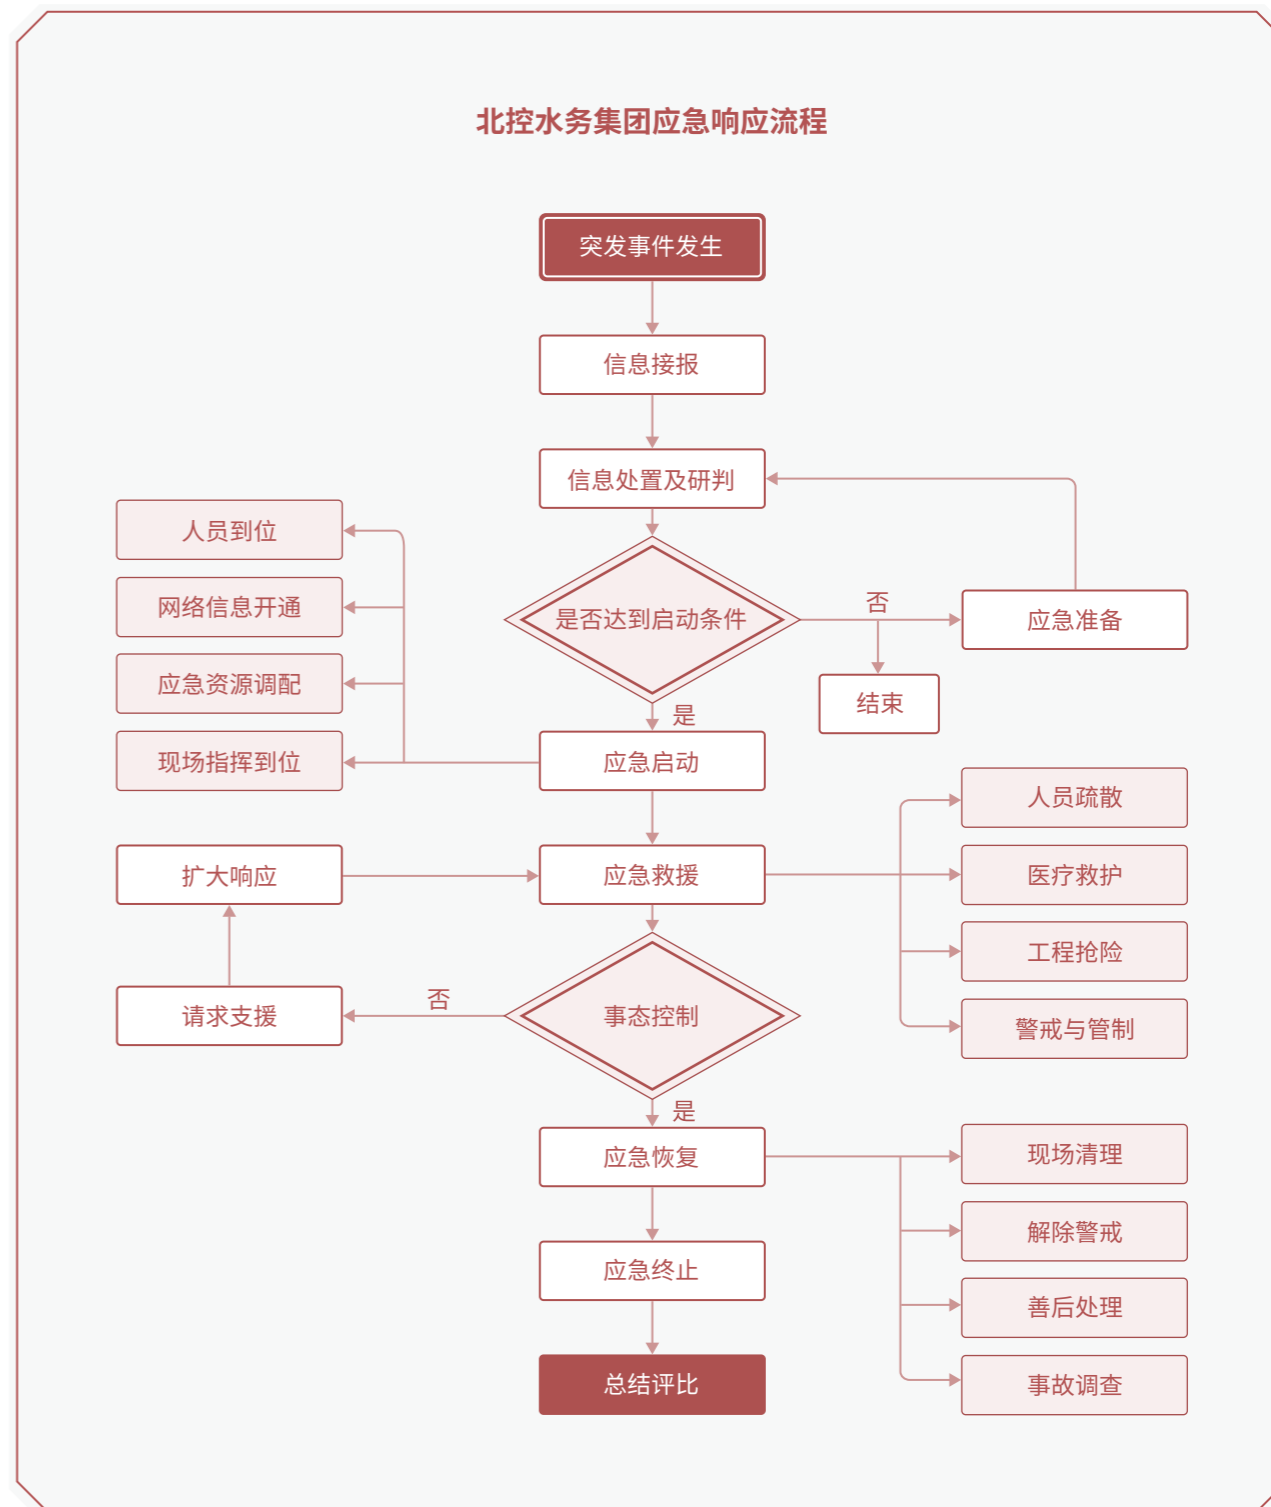 北控水务集团应急响应流程
突发事件发生
信息接报
信息处置及研判
人员到位
网络信息开通
应急资源调配
现场指挥到位
是否达到启动条件
否
应急准备
结束
是
应急启动
人员疏散
医疗救护
工程抢险
警戒与管制
扩大响应
应急救援
请求支援
否
事态控制
是
应急恢复
现场清理
解除警戒
善后处理
事故调查
应急终止
总结评比